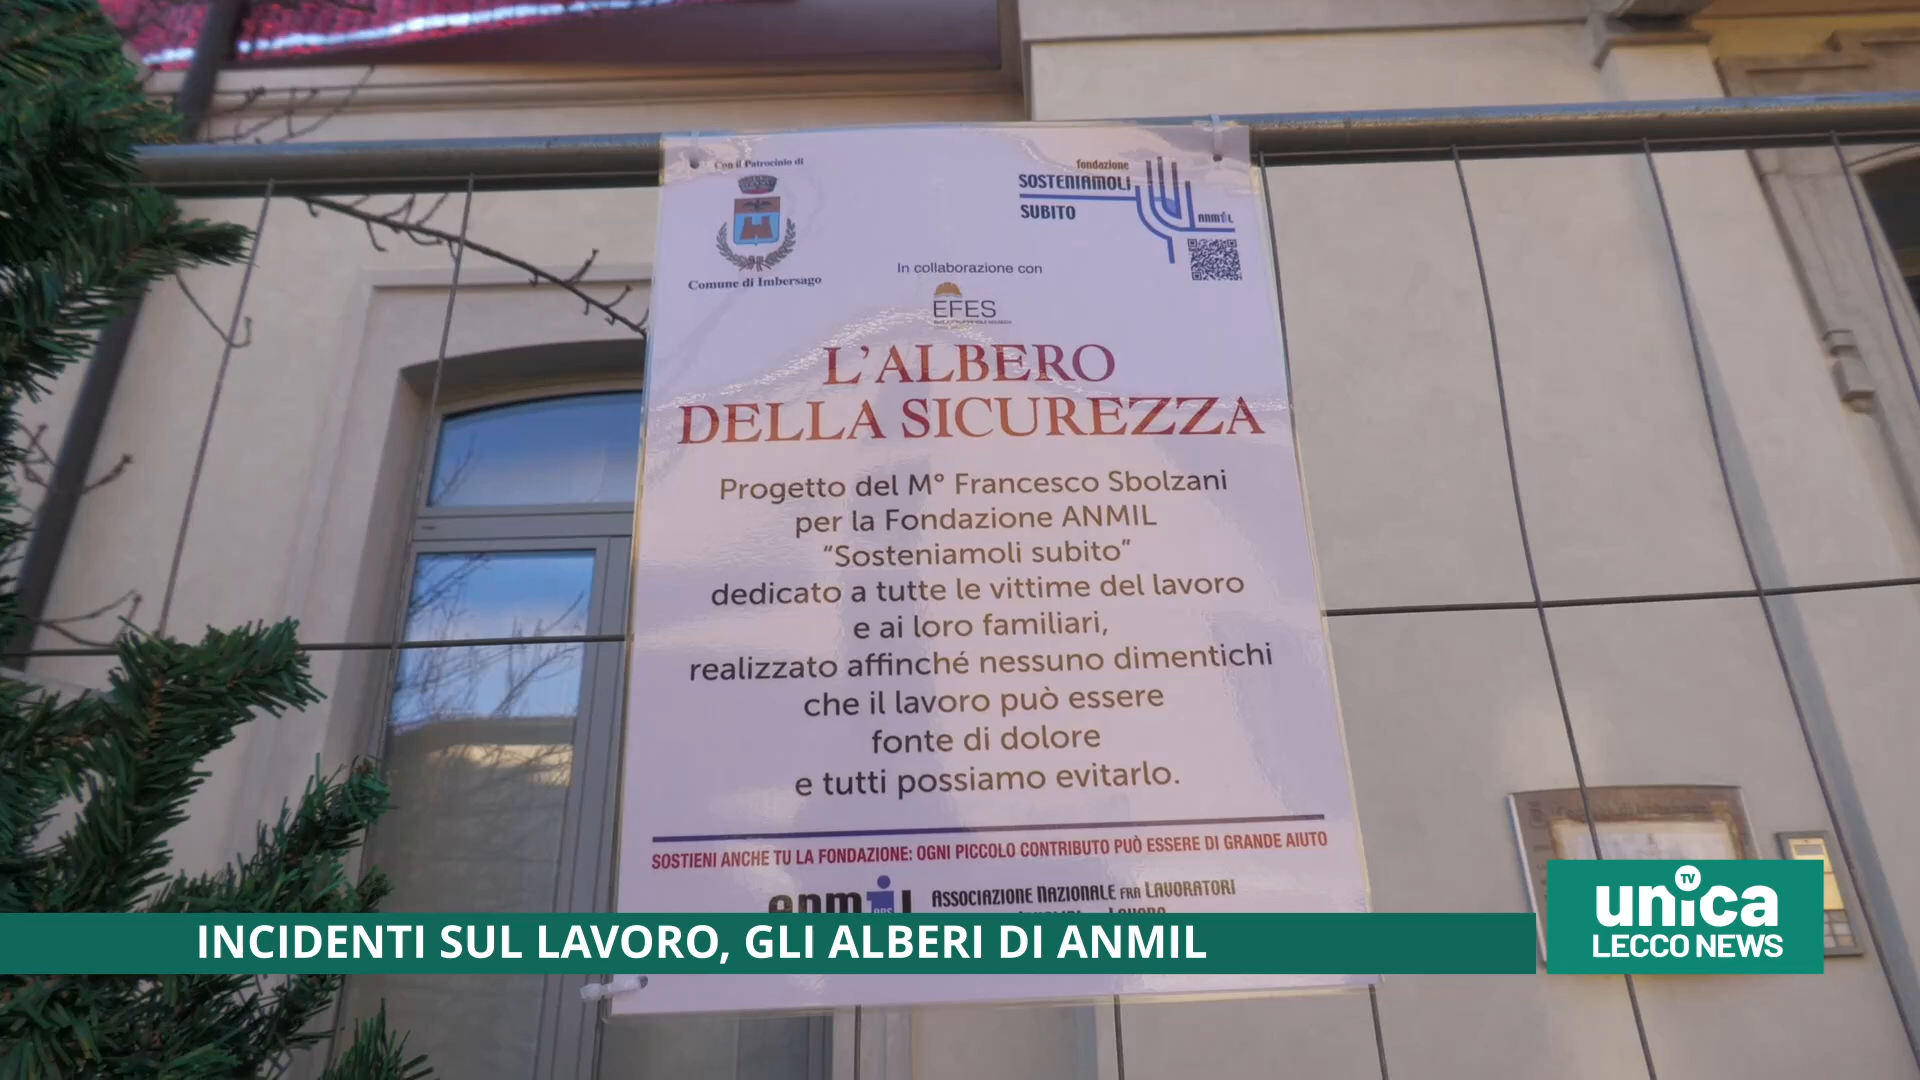 Con il Patrocinio di
Comune di Imbersago
fondazione
SOSTENIAMOLI
SUBITO
ANMIL
In collaborazione con
EFES
L'ALBERO
DELLA SICUREZZA
Progetto del M° Francesco Sbolzani
per la Fondazione ANMIL
“Sosteniamoli subito”
dedicato a tutte le vittime del lavoro
e ai loro familiari,
realizzato affinché nessuno dimentichi
che il lavoro può essere
fonte di dolore
e tutti possiamo evitarlo.
SOSTIENI ANCHE TU LA FONDAZIONE: OGNI PICCOLO CONTRIBUTO PUÒ ESSERE DI GRANDE AIUTO
anmil
ASSOCIAZIONE NAZIONALE FRA LAVORATORI
INCIDENTI SUL LAVORO, GLI ALBERI DI ANMIL
unica TV
LECCO NEWS